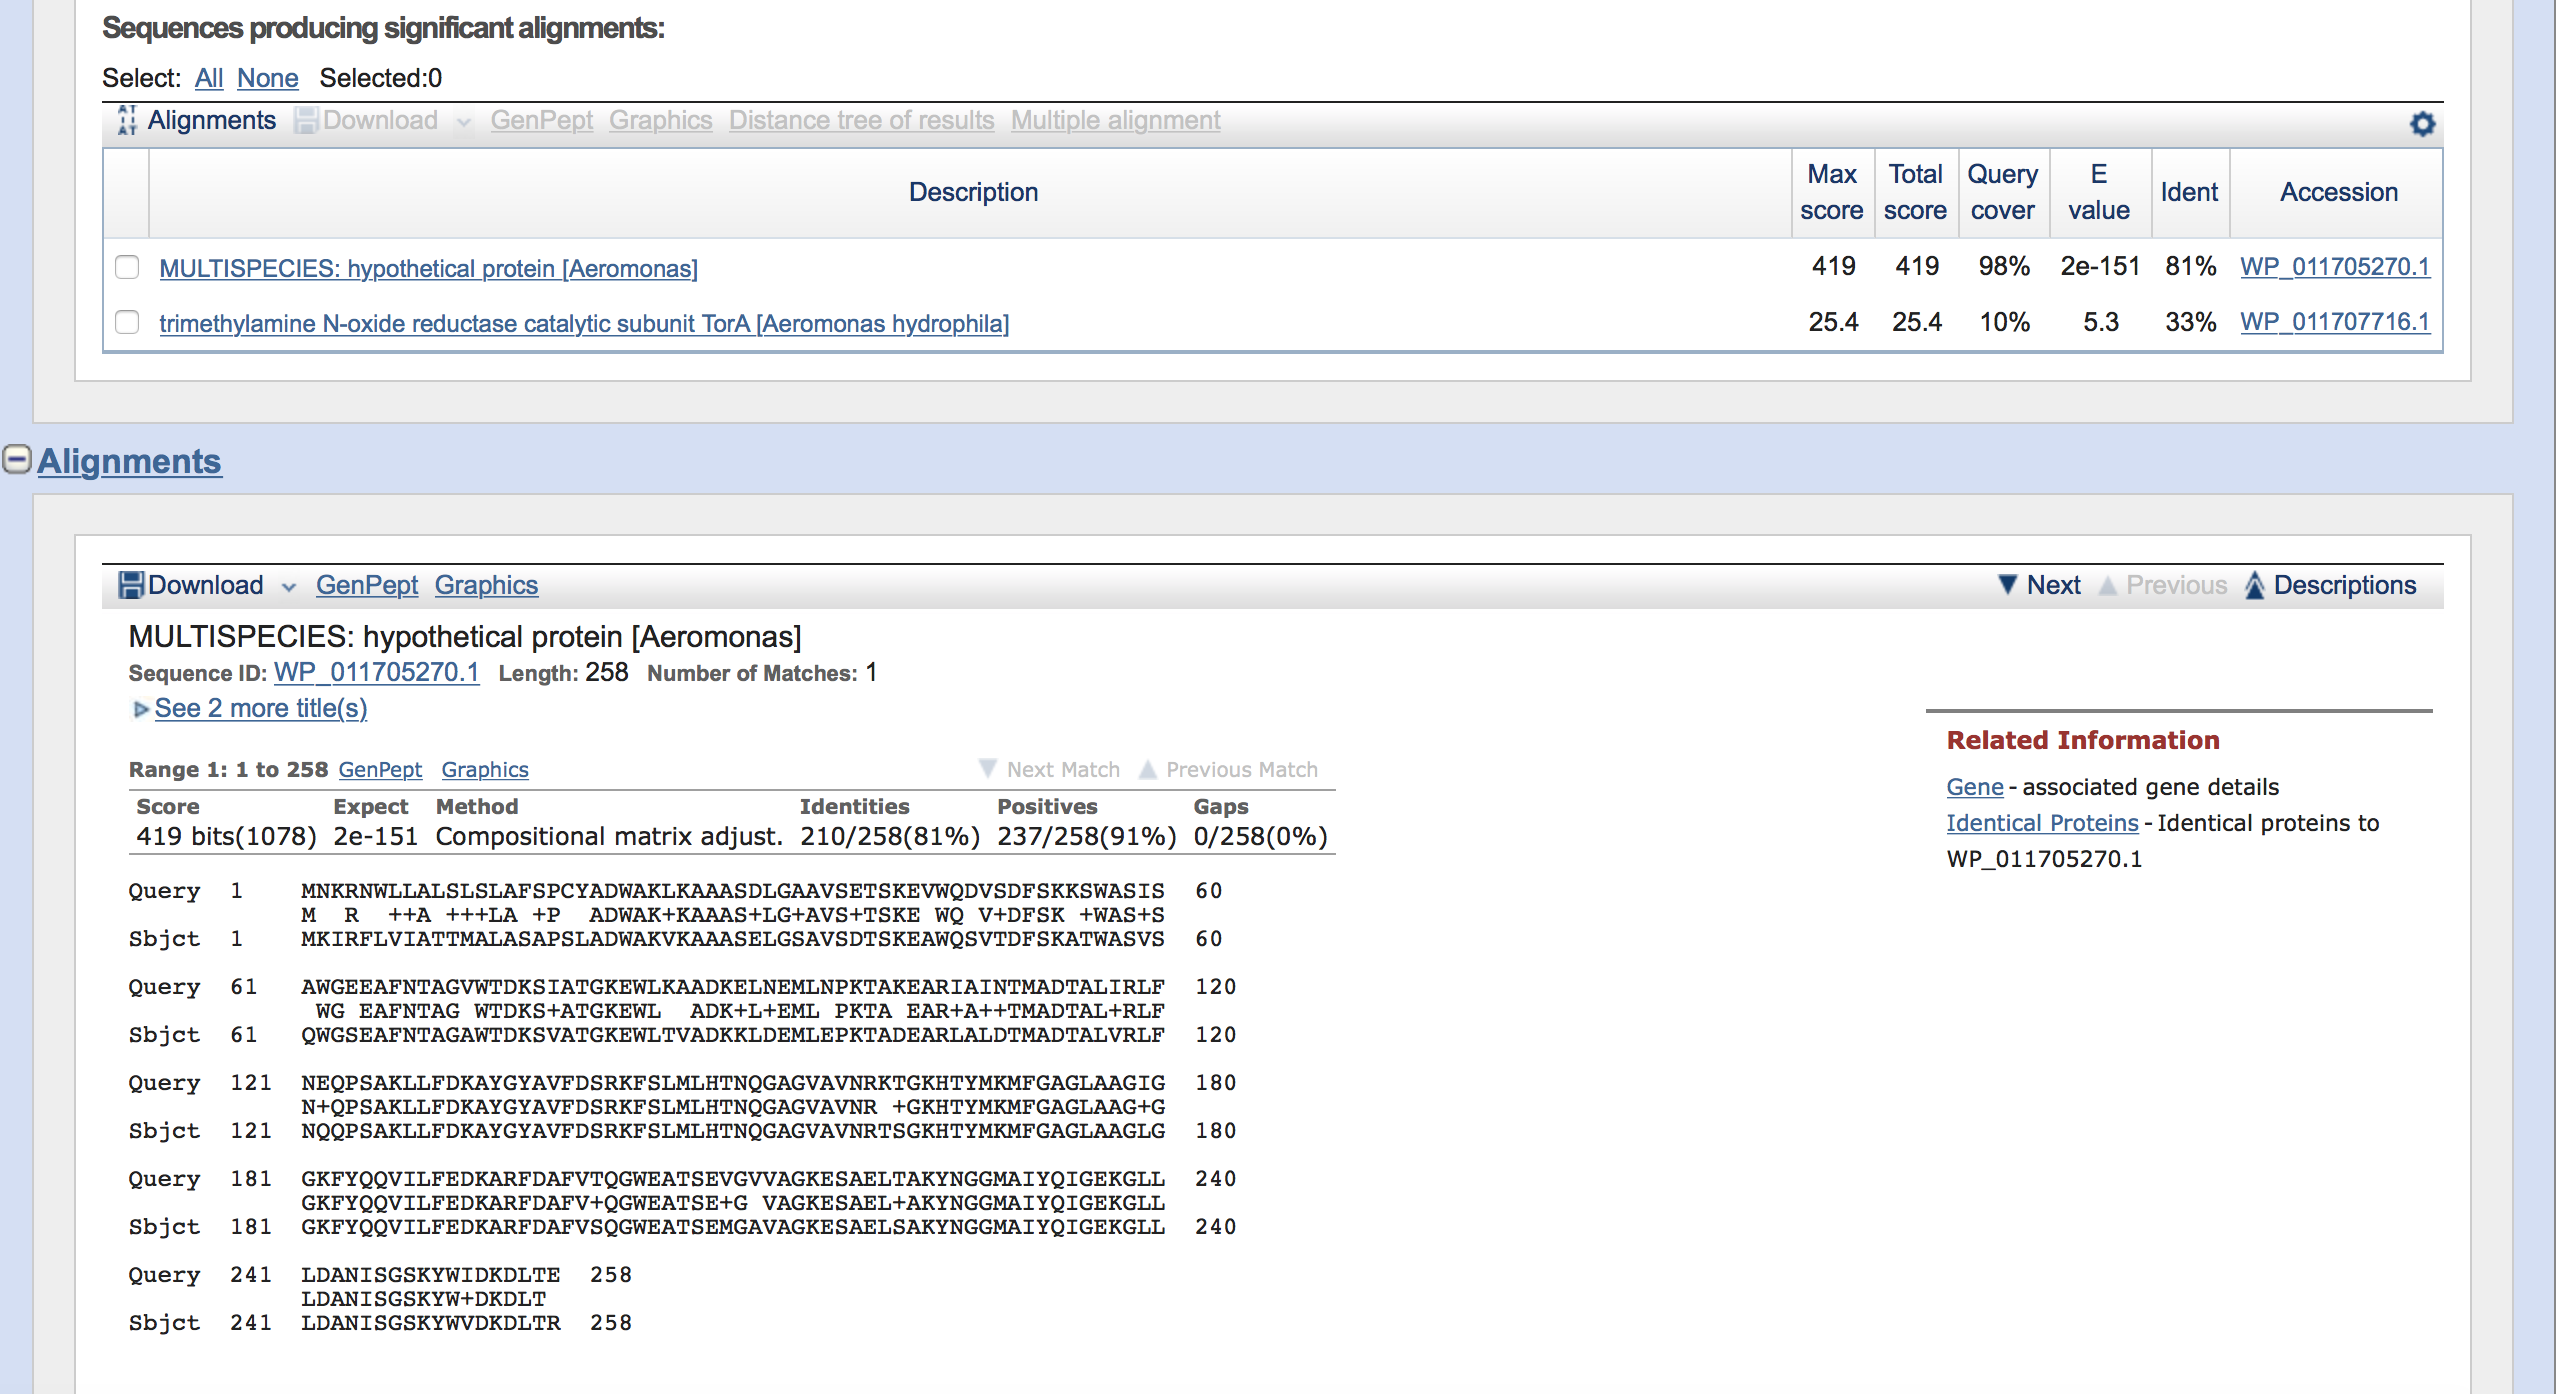 Sequences producing significant alignments:
Select: All None Selected:0
Alignments Download GenPept Graphics Distance tree of results Multiple alignment
Description Max score Total score Query cover E value Ident Accession
MULTISPECIES: hypothetical protein [Aeromonas] 419 419 98% 2e-151 81% WP_011705270.1
trimethylamine N-oxide reductase catalytic subunit TorA [Aeromonas hydrophila] 25.4 25.4 10% 5.3 33% WP_011707716.1
Alignments
Download GenPept Graphics Next Previous Descriptions
MULTISPECIES: hypothetical protein [Aeromonas]
Sequence ID: WP_011705270.1 Length: 258 Number of Matches: 1
See 2 more title(s)
Range 1: 1 to 258 GenPept Graphics Next Match Previous Match
Score Expect Method Identities Positives Gaps
419 bits(1078) 2e-151 Compositional matrix adjust. 210/258(81%) 237/258(91%) 0/258(0%)
Query 1 MNKRNWLLALSLSLAFSPCYADWAKLKAAASDLGAAVSETSKEVWQDVSDFSKKSWASIS 60
M  R  ++A +++LA +P  ADWAK+KAAAS+LG+AVS+TSKE WQ V+DFSK +WAS+S
Sbjct 1 MKIRFLVIATTMALASAPSLADWAKVKAAASELGSAVSDTSKEAWQSVTDFSKATWASVS 60
Query 61 AWGEEAFNTAGVWTDKSIATGKEWLKAADKELNEMLNPKTAKEARIAINTMADTALIRLF 120
WG EAFNTAG WTDKS+ATGKEWL  ADK+L+EML PKTA EAR+A++TMADTAL+RLF
Sbjct 61 QWGSEAFNTAGAWTDKSVATGKEWLTVADKKLDEMLEPKTADEARLALDTMADTALVRLF 120
Query 121 NEQPSAKLLFDKAYGYAVFDSRKFSLMLHTNQGAGVAVNRKTGKHTYMKMFGAGLAAGIG 180
N+QPSAKLLFDKAYGYAVFDSRKFSLMLHTNQGAGVAVNR +GKHTYMKMFGAGLAAG+G
Sbjct 121 NQQPSAKLLFDKAYGYAVFDSRKFSLMLHTNQGAGVAVNRTSGKHTYMKMFGAGLAAGLG 180
Query 181 GKFYQQVILFEDKARFDAFVTQGWEATSEVGVVAGKESAELTAKYNGGMAIYQIGEKGLL 240
GKFYQQVILFEDKARFDAFV+QGWEATSE+G VAGKESAEL+AKYNGGMAIYQIGEKGLL
Sbjct 181 GKFYQQVILFEDKARFDAFVSQGWEATSEMGAVAGKESAELSAKYNGGMAIYQIGEKGLL 240
Query 241 LDANISGSKYWIDKDLTE 258
LDANISGSKYW+DKDLT
Sbjct 241 LDANISGSKYWVDKDLTR 258
Related Information
Gene - associated gene details
Identical Proteins - Identical proteins to
WP_011705270.1